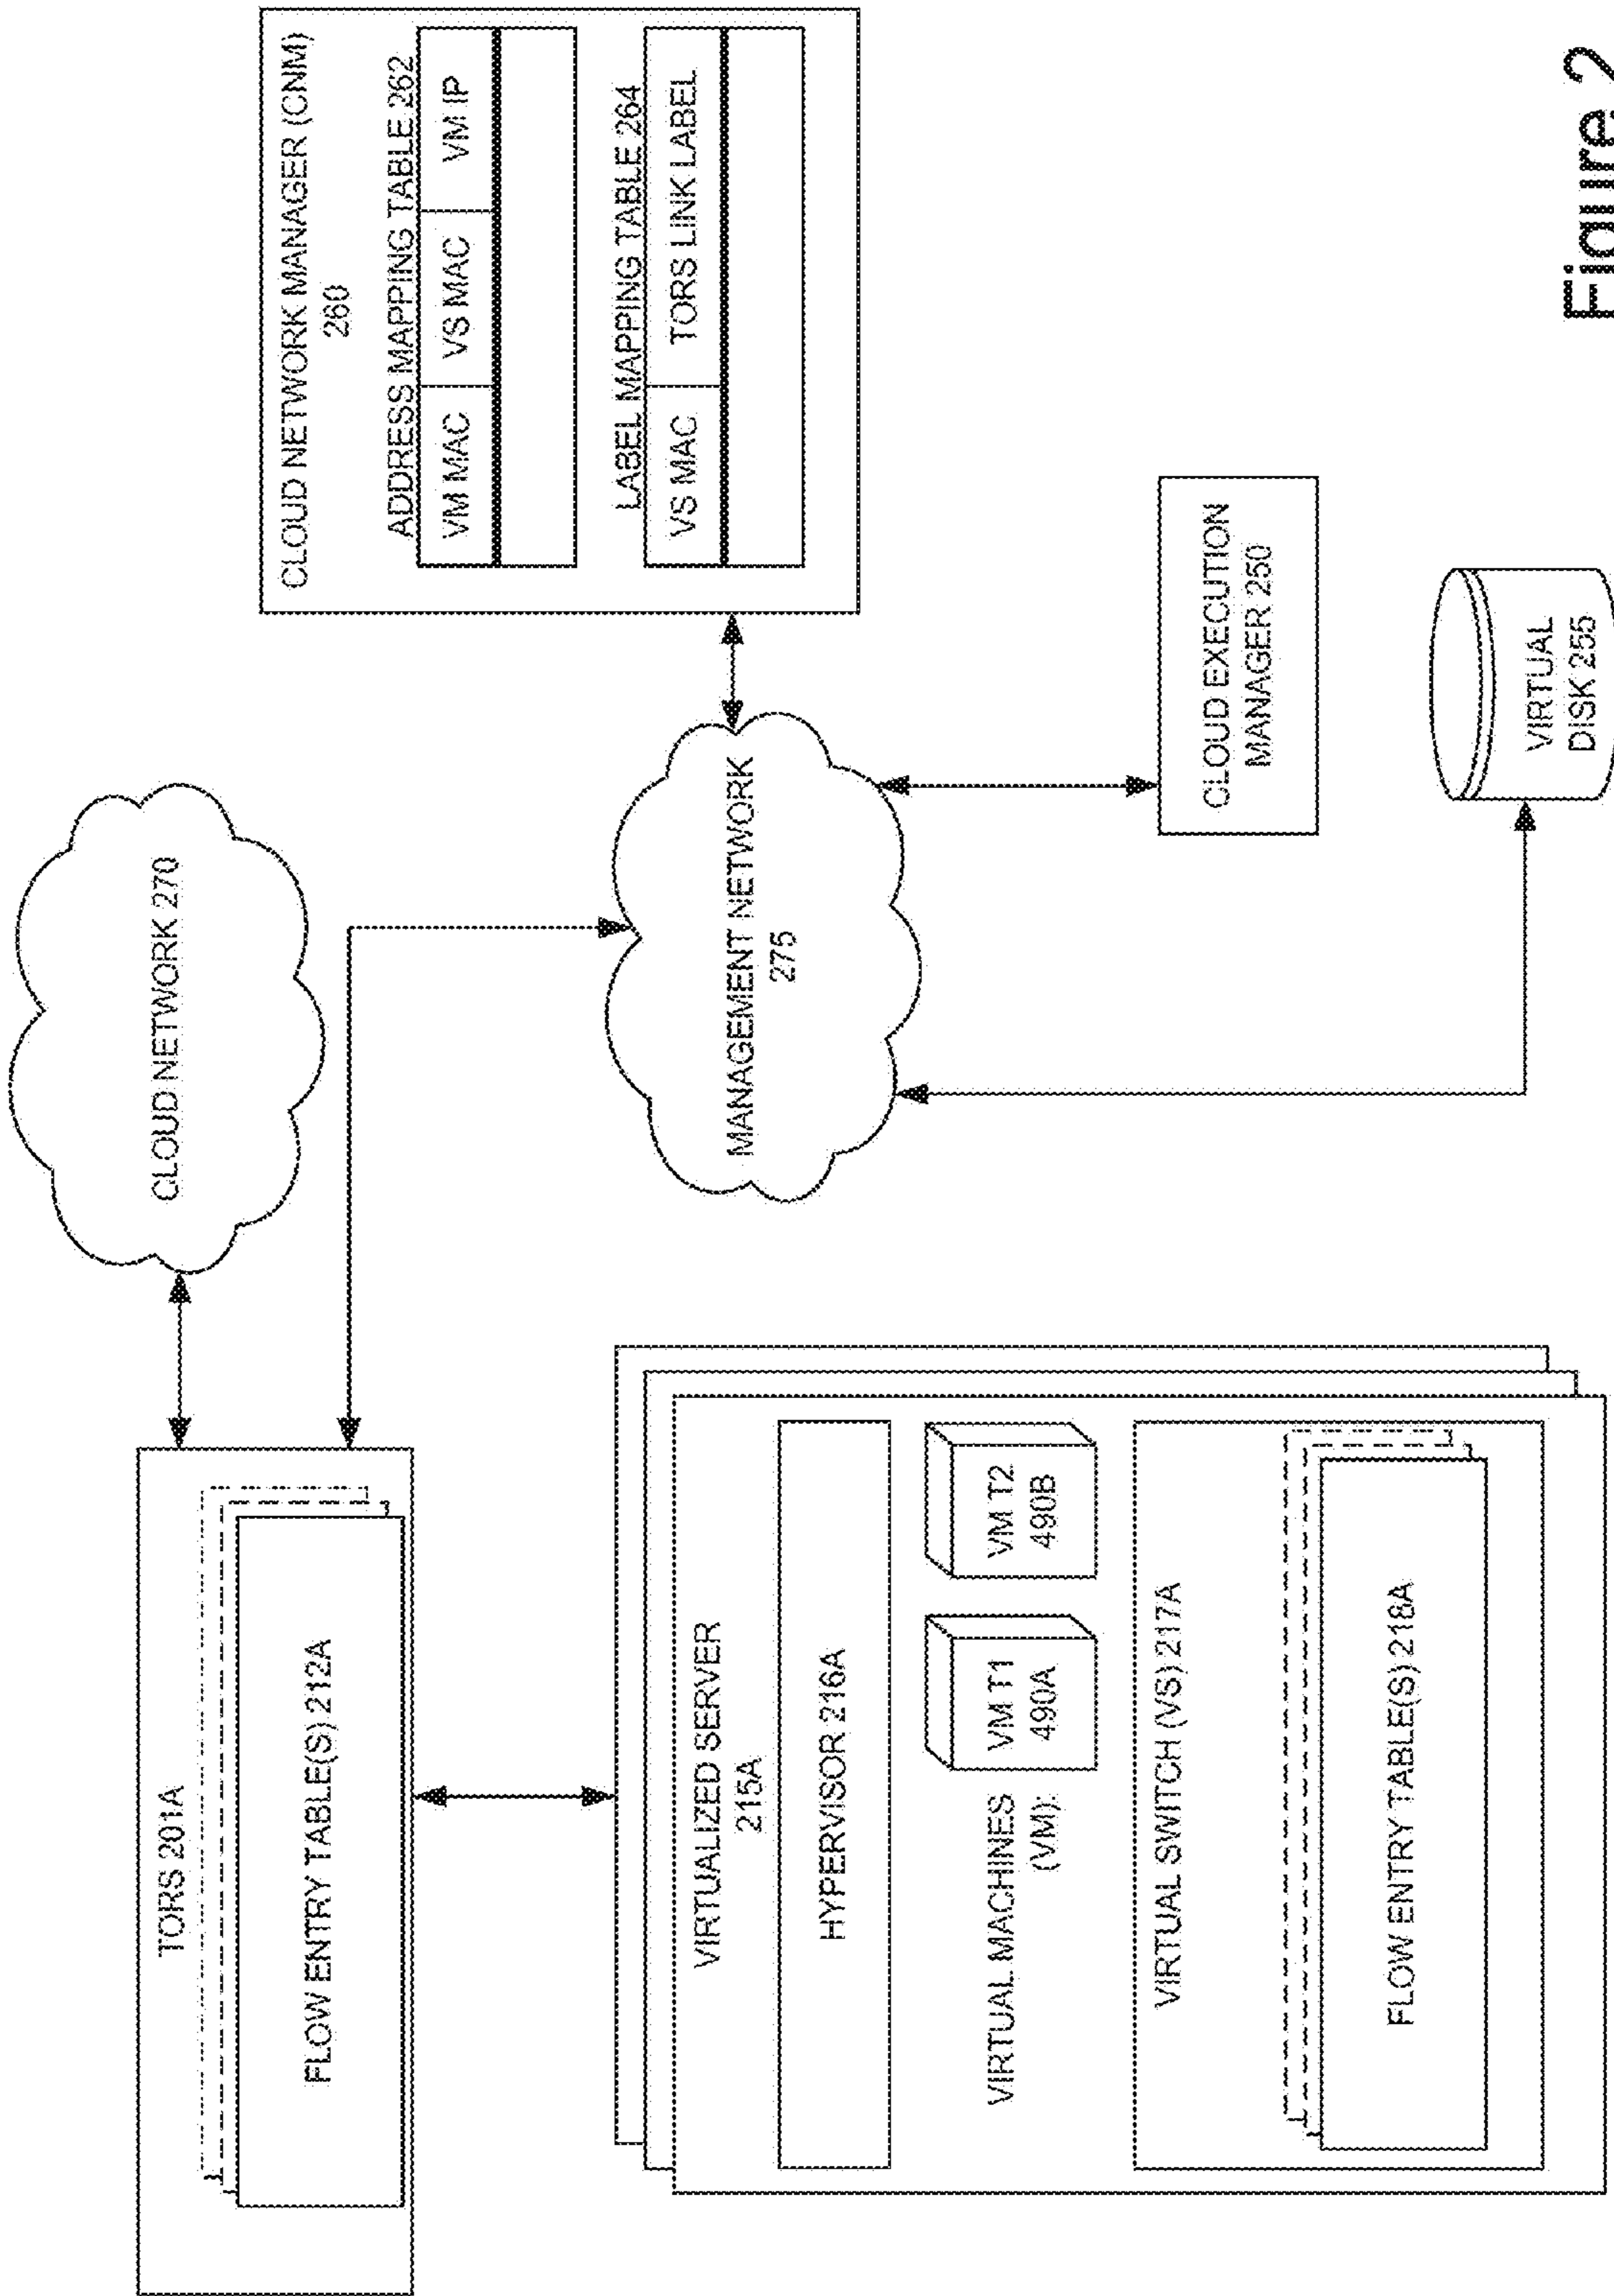 TORS 201A
FLOW ENTRY TABLE(S) 212A
CLOUD NETWORK 270
CLOUD NETWORK MANAGER (CNM)
260
ADDRESS MAPPING TABLE 262
VM MAC
VS MAC
VM IP
LABEL MAPPING TABLE 264
VS MAC
TORS LINK LABEL
VIRTUALIZED SERVER
215A
HYPERVISOR 216A
VIRTUAL MACHINES
(VM):
VM T1
490A
VM T2
490B
VIRTUAL SWITCH (VS) 217A
FLOW ENTRY TABLE(S) 218A
MANAGEMENT NETWORK
275
CLOUD EXECUTION
MANAGER 250
VIRTUAL
DISK 255
Figure 2